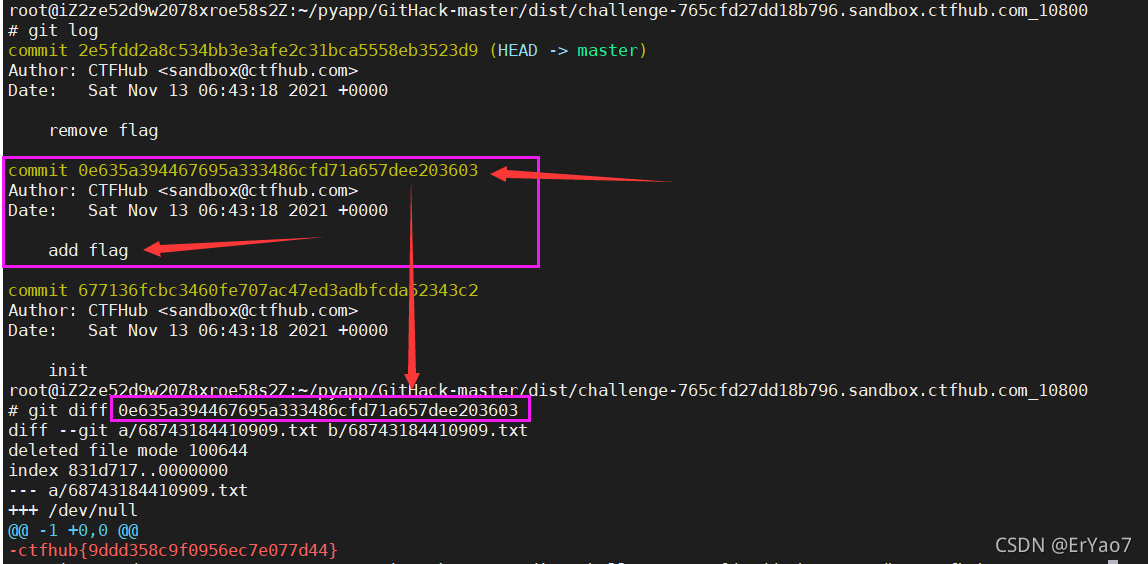 root@iZ2ze52d9w2078xroe58s2Z:~/pyapp/GitHack-master/dist/challenge-765cfd27dd18b796.sandbox.ctfhub.com_10800
# git log
commit 2e5fdd2a8c534bb3e3afe2c31bca5558eb3523d9 (HEAD -> master)
Author: CTFHub <sandbox@ctfhub.com>
Date:   Sat Nov 13 06:43:18 2021 +0000
    remove flag
commit 0e635a394467695a333486cfd71a657dee203603
Author: CTFHub <sandbox@ctfhub.com>
Date:   Sat Nov 13 06:43:18 2021 +0000
    add flag
commit 677136fcbc3460fe707ac47ed3adbfcda52343c2
Author: CTFHub <sandbox@ctfhub.com>
Date:   Sat Nov 13 06:43:18 2021 +0000
    init
root@iZ2ze52d9w2078xroe58s2Z:~/pyapp/GitHack-master/dist/challenge-765cfd27dd18b796.sandbox.ctfhub.com_10800
# git diff 0e635a394467695a333486cfd71a657dee203603
diff --git a/68743184410909.txt b/68743184410909.txt
deleted file mode 100644
index 831d717..0000000
--- a/68743184410909.txt
+++ /dev/null
@@ -1 +0,0 @@
-ctfhub{9ddd358c9f0956ec7e077d44}
CSDN @ErYao7